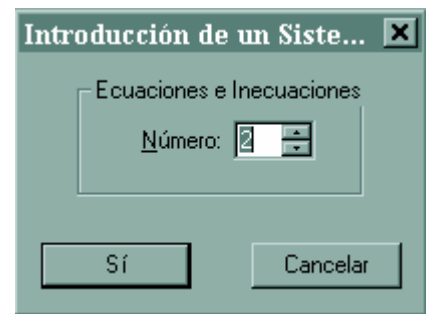 Introducción de un Siste...
Ecuaciones e Inecuaciones
Número: 2
Sí
Cancelar